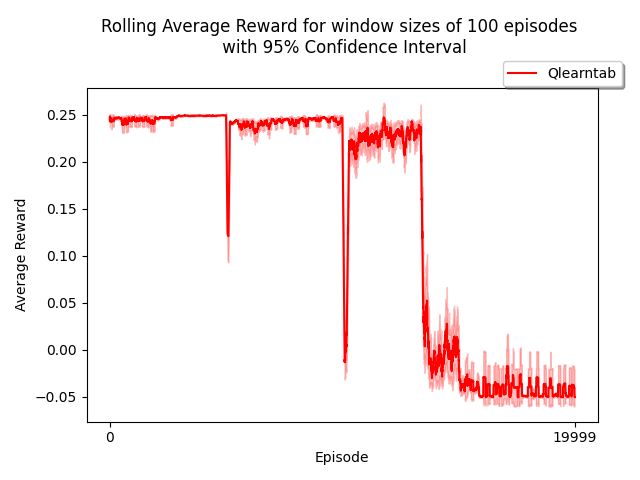 Rolling Average Reward for window sizes of 100 episodes
with 95% Confidence Interval
Qlearntab
0.25
0.20
0.15
0.10
0.05
0.00
−0.05
Average Reward
0
19999
Episode